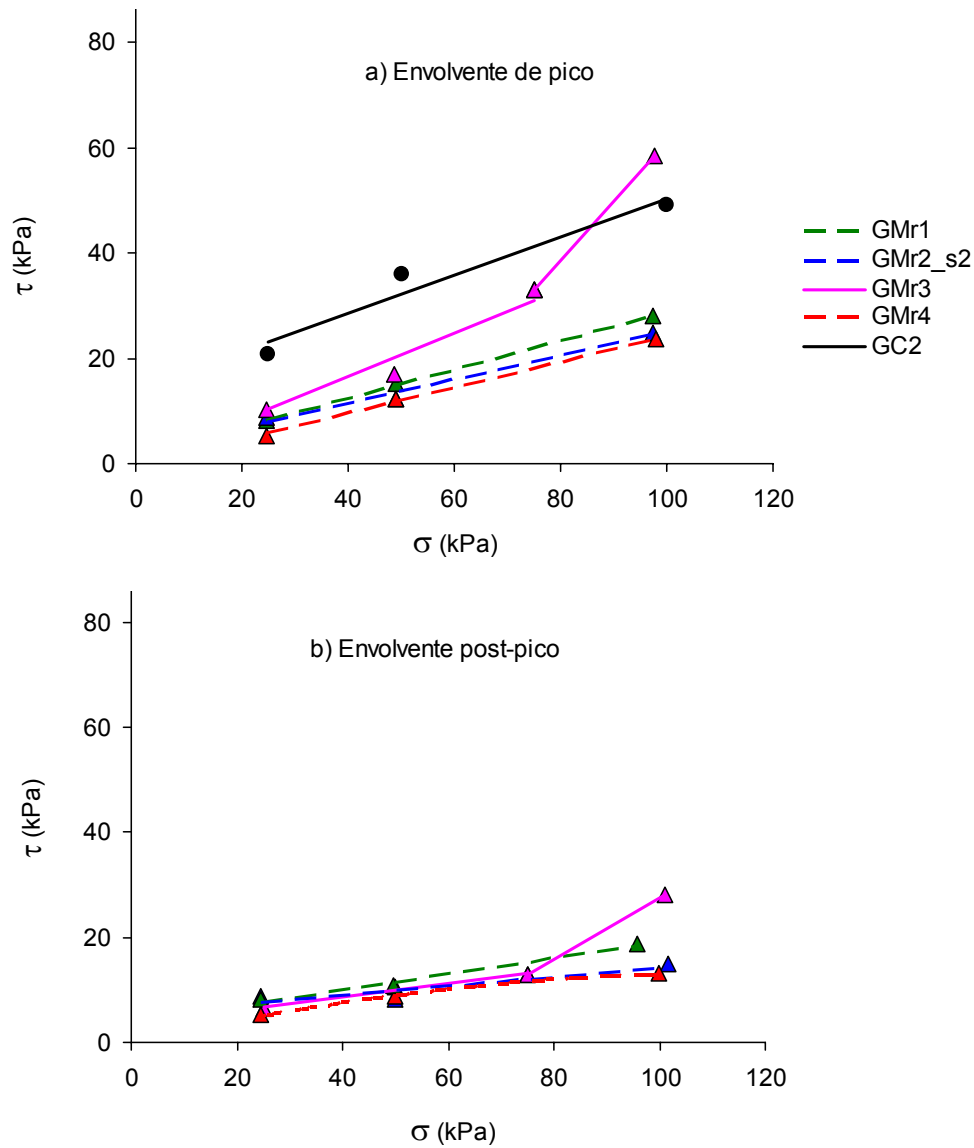 80
a) Envolvente de pico
60
τ (kPa)
40
20
0
0 20 40 60 80 100 120
σ (kPa)
GMr1
GMr2_s2
GMr3
GMr4
GC2
80
b) Envolvente post-pico
60
τ (kPa)
40
20
0
0 20 40 60 80 100 120
σ (kPa)